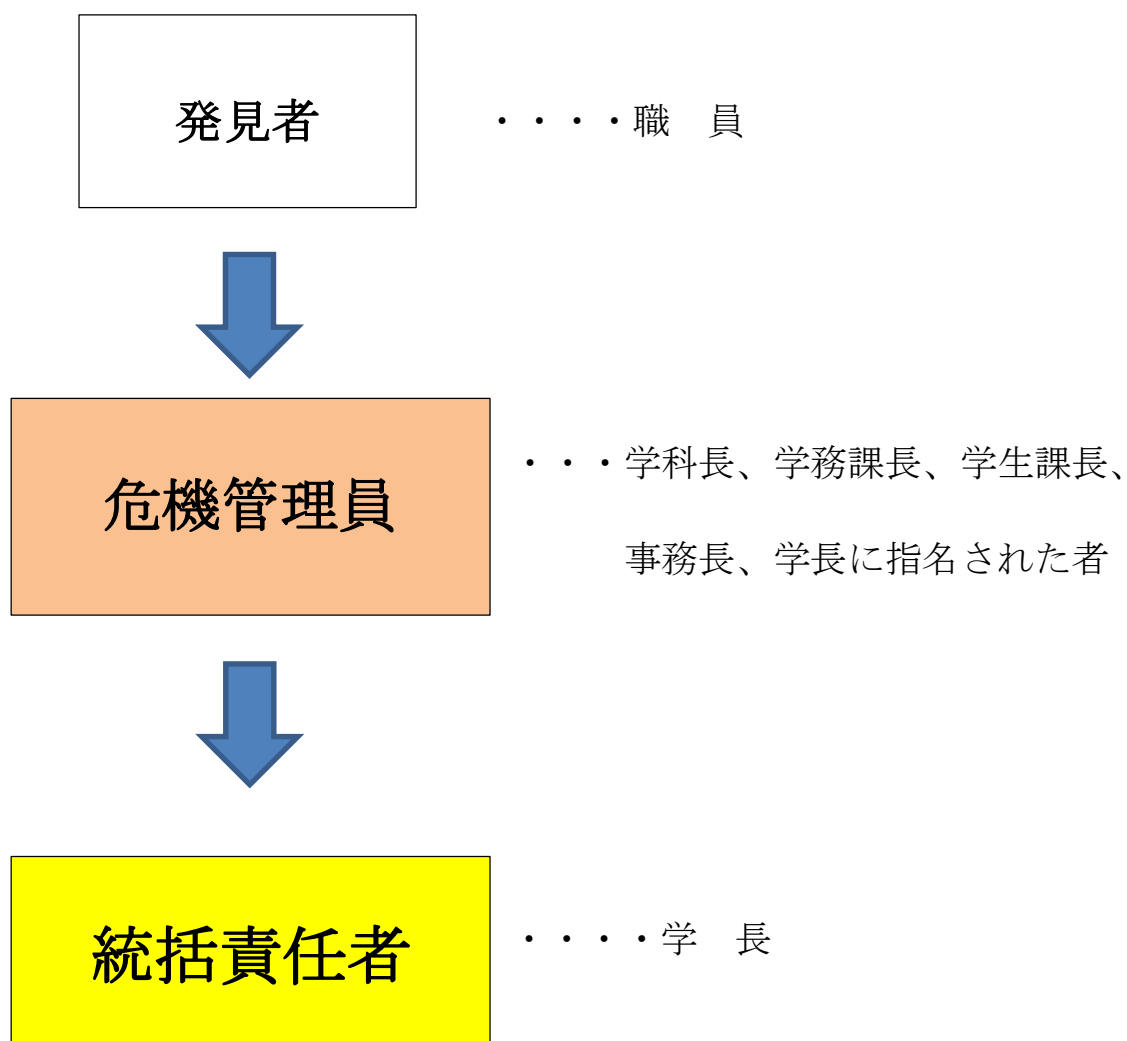 発見者 ・・・・職　員
危機管理員 ・・・学科長、学務課長、学生課長、
事務長、学長に指名された者
統括責任者 ・・・・学　長